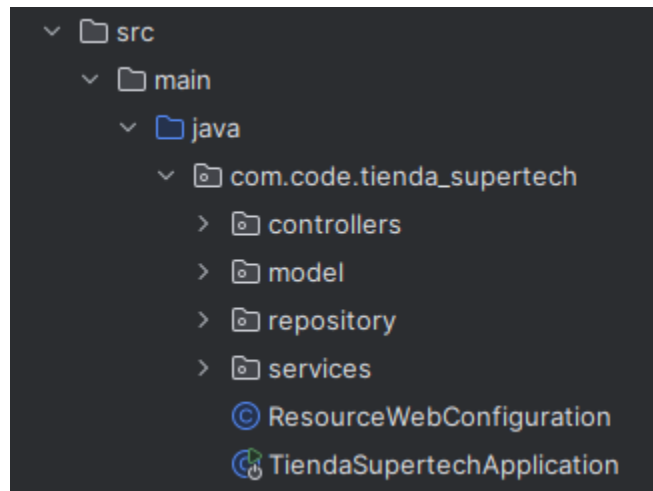 src
main
java
com.code.tienda_supertech
controllers
model
repository
services
ResourceWebConfiguration
TiendaSupertechApplication